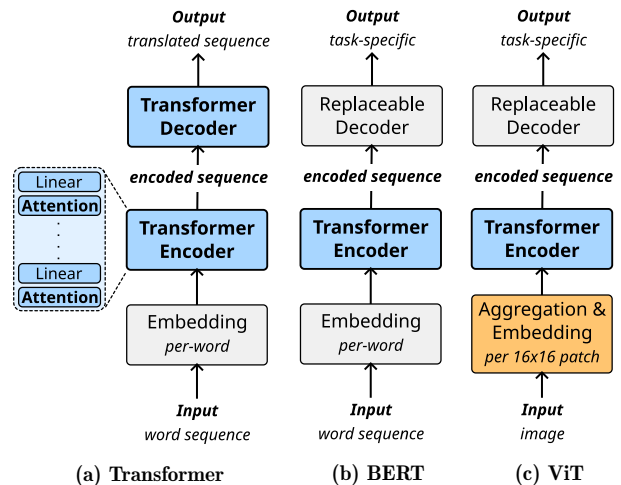 Output
translated sequence
Transformer
Decoder
encoded sequence
Linear
Attention
Linear
Attention
Transformer
Encoder
Embedding
per-word
Input
word sequence
(a) Transformer
Output
task-specific
Replaceable
Decoder
encoded sequence
Transformer
Encoder
Embedding
per-word
Input
word sequence
(b) BERT
Output
task-specific
Replaceable
Decoder
encoded sequence
Transformer
Encoder
Aggregation &
Embedding
per 16x16 patch
Input
image
(c) ViT